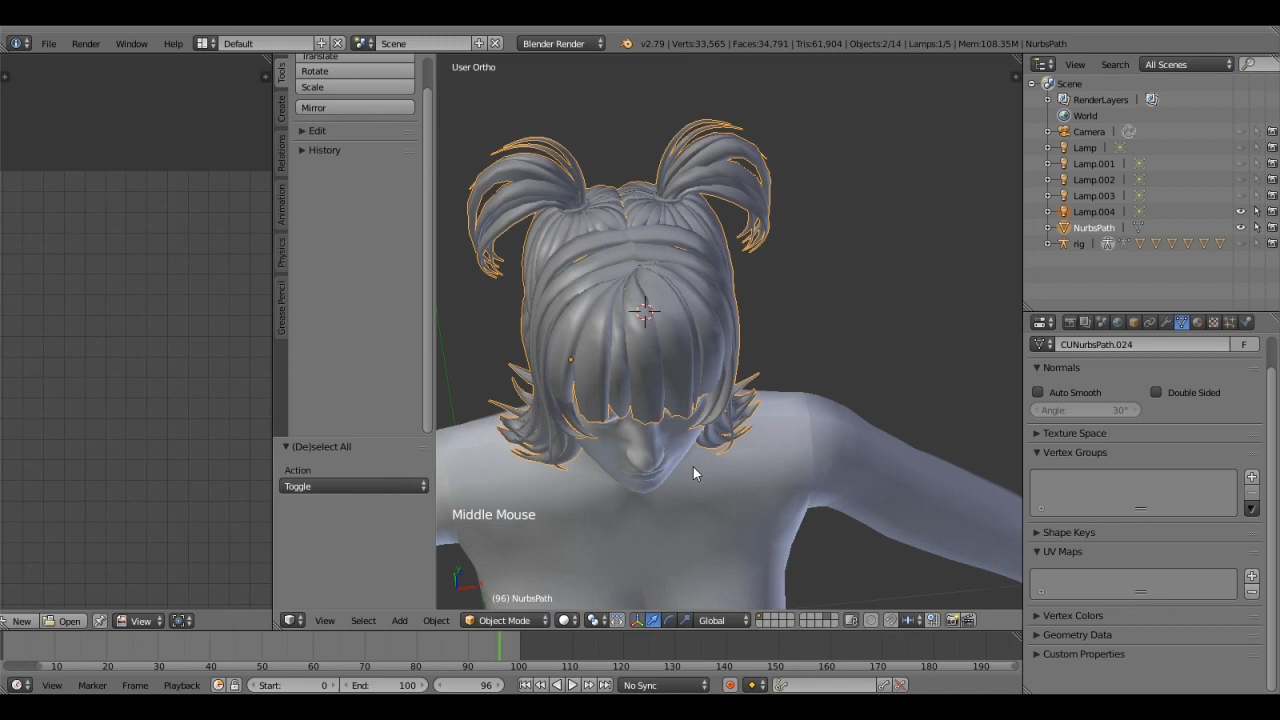 File Render Window Help Default Scene Blender Render v2.79 | Verts:33,565 | Faces:34,791 | Tris:61,904 | Objects:2/14 | Lamps:1/5 | Mem:108.35M | NurbsPath
Translate
Rotate
Scale
Mirror
Edit
History
Tools
Create
Relations
Animation
Physics
Grease Pencil
(De)select All
Action
Toggle
User Ortho
Middle Mouse
(96) NurbsPath
View Search All Scenes
Scene
RenderLayers
World
Camera
Lamp
Lamp.001
Lamp.002
Lamp.003
Lamp.004
NurbsPath
rig
CUNurbsPath.024 F
Normals
Auto Smooth Double Sided
Angle: 30°
Texture Space
Vertex Groups
Shape Keys
UV Maps
Vertex Colors
Geometry Data
Custom Properties
New Open View
View Select Add Object Object Mode Global
10 20 30 40 50 60 70 80 90 100 110 120 130 140 150 160 170 180 190
View Marker Frame Playback Start: 0 End: 100 96 No Sync